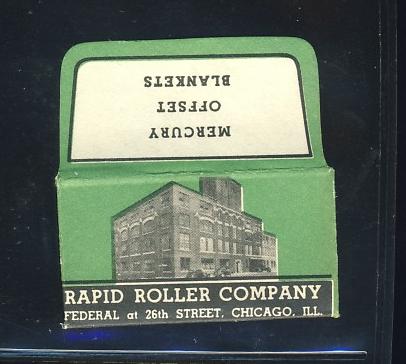 MERCURY
OFFSET
BLANKETS
RAPID ROLLER COMPANY
FEDERAL at 26th STREET, CHICAGO, ILL.